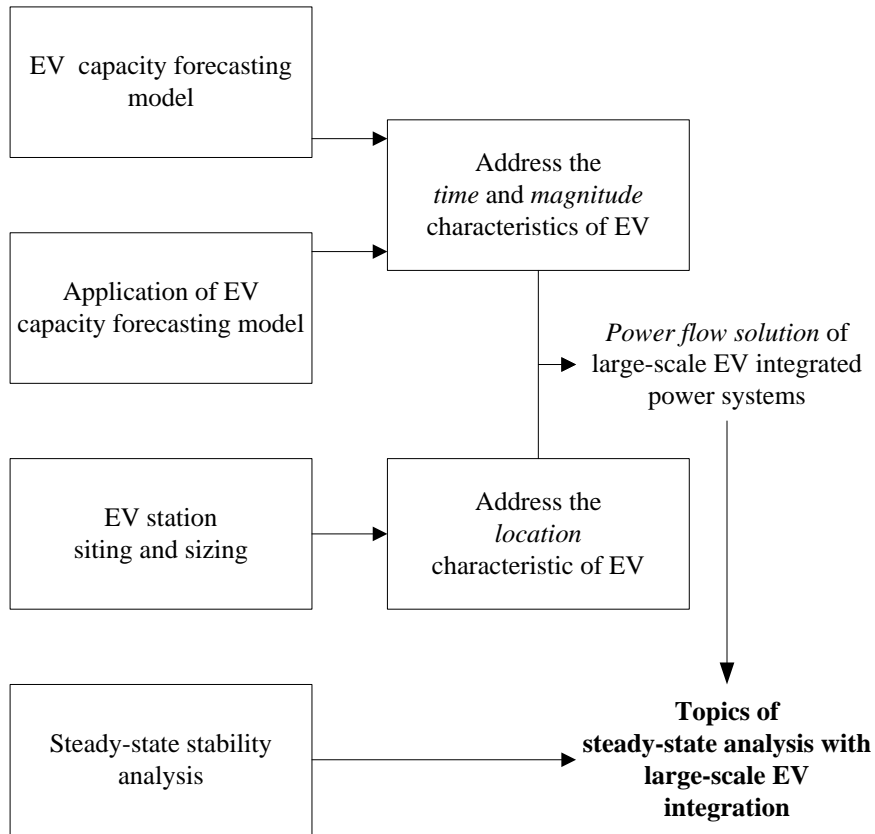 EV capacity forecasting
model
Address the
time and magnitude
characteristics of EV
Application of EV
capacity forecasting model
Power flow solution of
large-scale EV integrated
power systems
EV station
siting and sizing
Address the
location
characteristic of EV
Steady-state stability
analysis
Topics of
steady-state analysis with
large-scale EV
integration